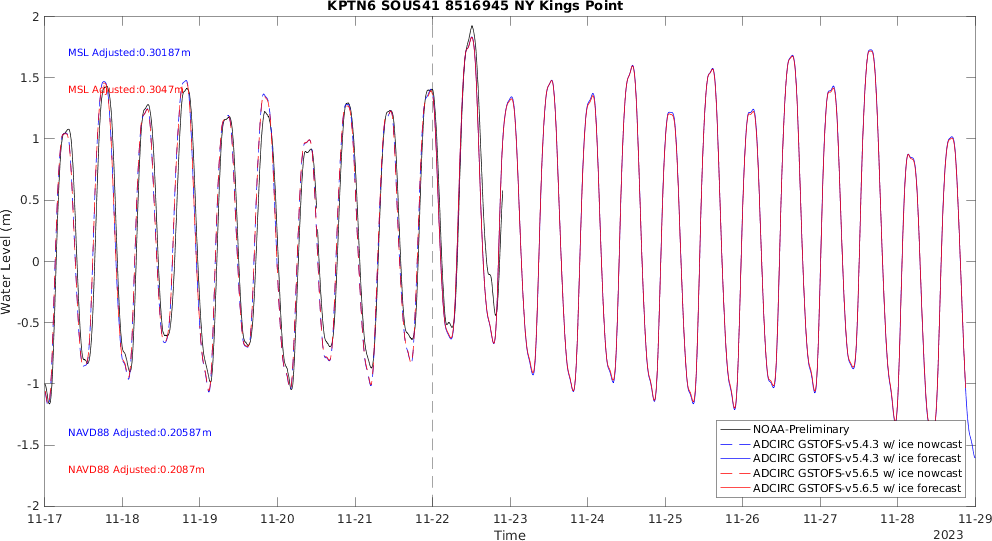 KPTN6 SOUS41 8516945 NY Kings Point
2
1.5
1
0.5
0
-0.5
-1
-1.5
-2
Water Level (m)
MSL Adjusted:0.30187m
MSL Adjusted:0.3047m
NAVD88 Adjusted:0.20587m
NAVD88 Adjusted:0.2087m
NOAA-Preliminary
ADCIRC GSTOFS-v5.4.3 w/ ice nowcast
ADCIRC GSTOFS-v5.4.3 w/ ice forecast
ADCIRC GSTOFS-v5.6.5 w/ ice nowcast
ADCIRC GSTOFS-v5.6.5 w/ ice forecast
11-17 11-18 11-19 11-20 11-21 11-22 11-23 11-24 11-25 11-26 11-27 11-28 11-29
Time
2023